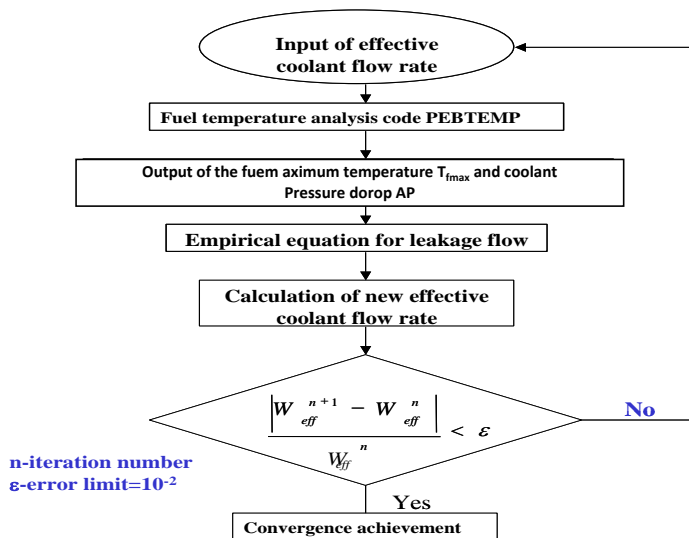 Input of effective
coolant flow rate
Fuel temperature analysis code PEBTEMP
Output of the fuem aximum temperature Tfmax and coolant
Pressure dorop AP
Empirical equation for leakage flow
Calculation of new effective
coolant flow rate
|W eff n+1 − W eff n| / Weff n < ε
No
n-iteration number
ε-error limit=10-2
Yes
Convergence achievement